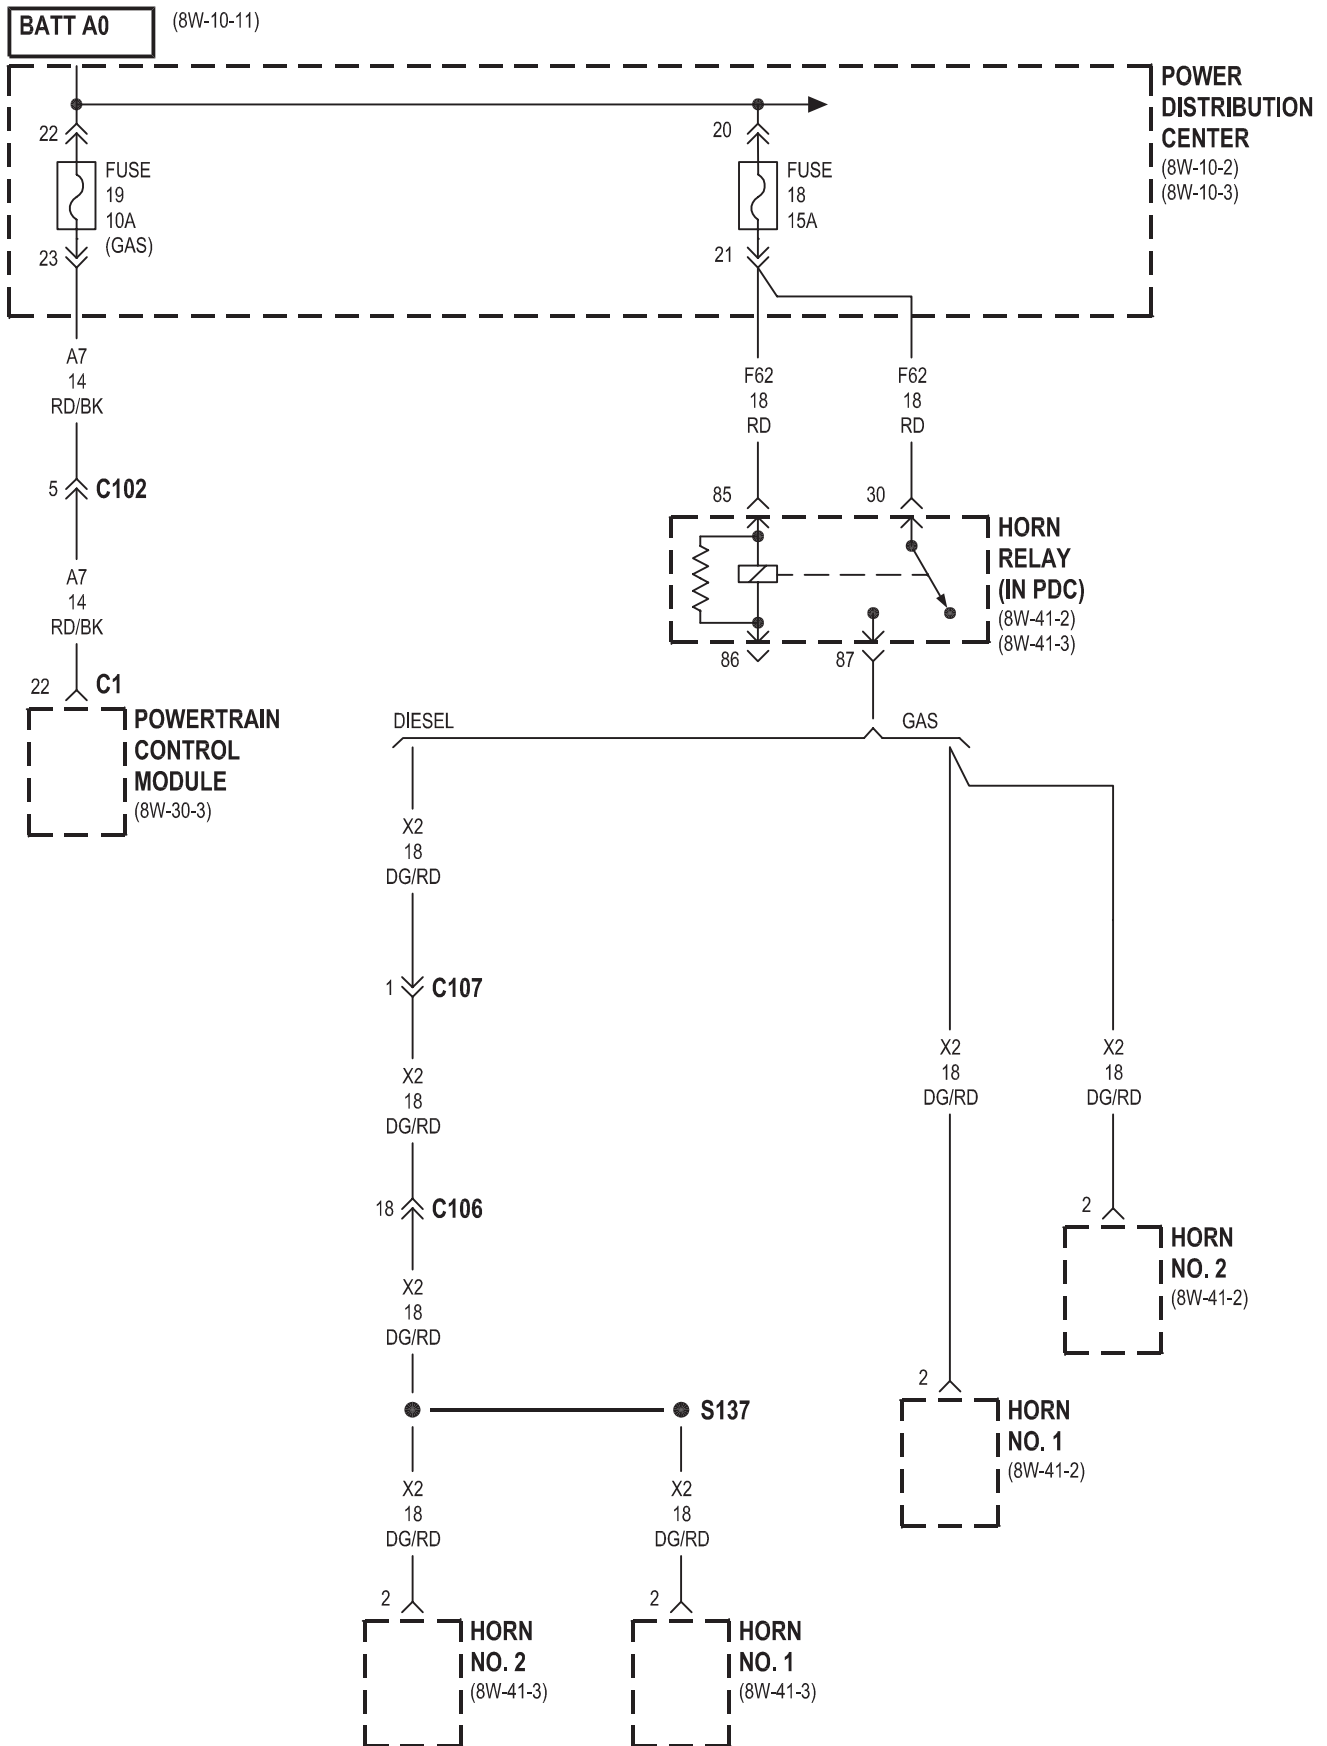 BATT A0
(8W-10-11)
POWER
DISTRIBUTION
CENTER
(8W-10-2)
(8W-10-3)
22
FUSE
19
10A
(GAS)
23
20
FUSE
18
15A
21
A7
14
RD/BK
F62
18
RD
F62
18
RD
5
C102
85
30
HORN
RELAY
(IN PDC)
(8W-41-2)
(8W-41-3)
A7
14
RD/BK
86
87
22
C1
POWERTRAIN
CONTROL
MODULE
(8W-30-3)
DIESEL
GAS
X2
18
DG/RD
1
C107
X2
18
DG/RD
X2
18
DG/RD
X2
18
DG/RD
18
C106
2
HORN
NO. 2
(8W-41-2)
X2
18
DG/RD
2
HORN
NO. 1
(8W-41-2)
S137
X2
18
DG/RD
X2
18
DG/RD
2
HORN
NO. 2
(8W-41-3)
2
HORN
NO. 1
(8W-41-3)